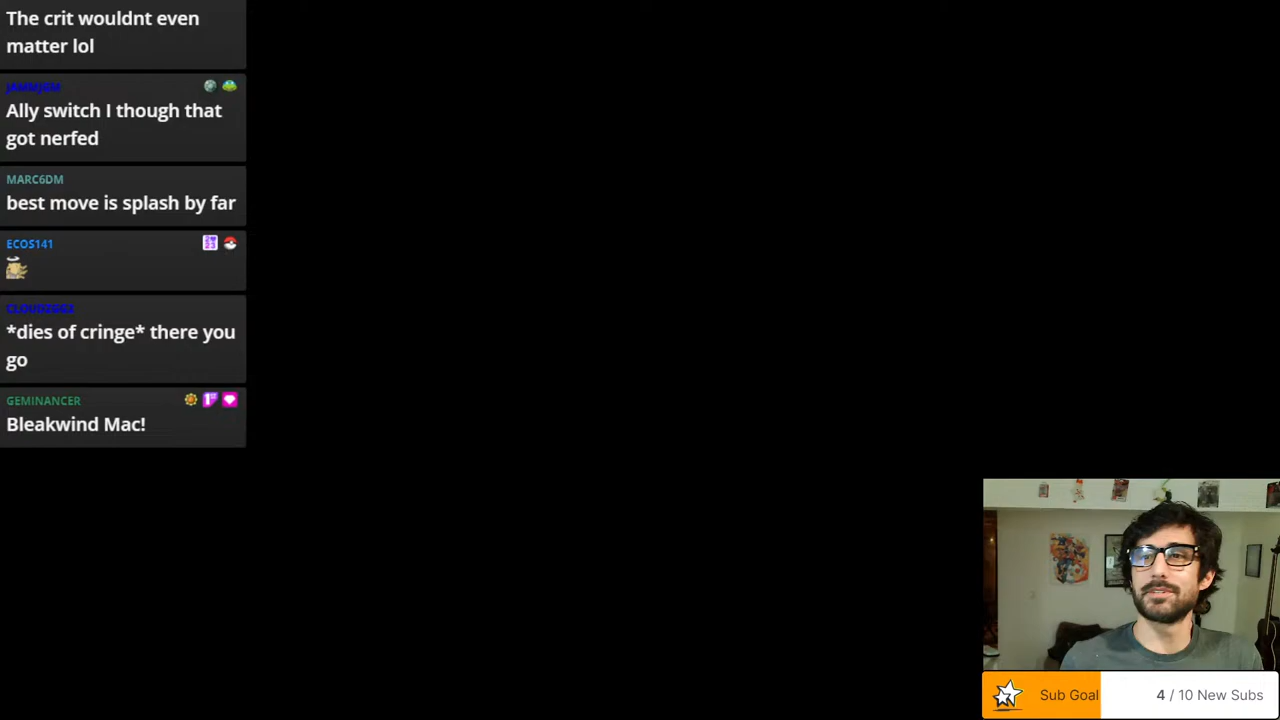 The crit wouldnt even
matter lol
JAMMJEM
Ally switch I though that
got nerfed
MARC6DM
best move is splash by far
ECOS141
*dies of cringe* there you
go
GEMINANCER
Bleakwind Mac!
Sub Goal
4 / 10 New Subs